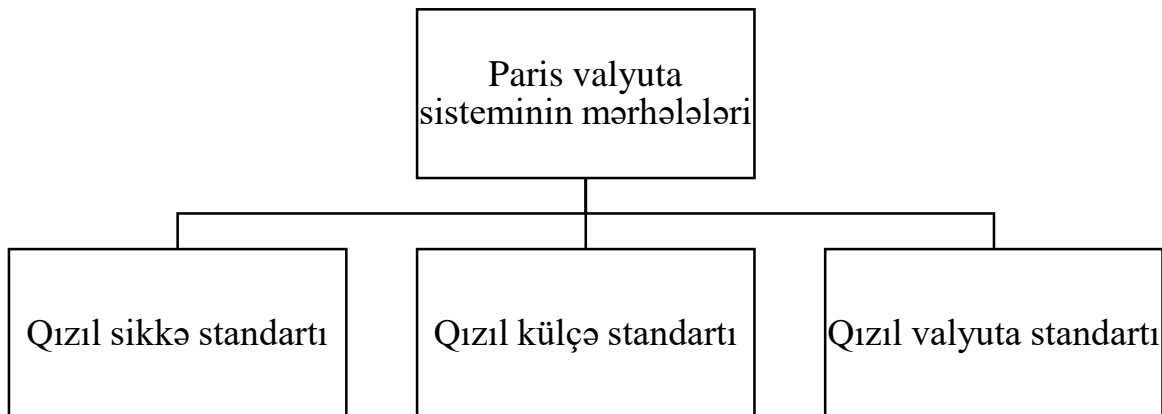 Paris valyuta
sisteminin mərhələləri
Qızıl sikkə standartı
Qızıl külçə standartı
Qızıl valyuta standartı